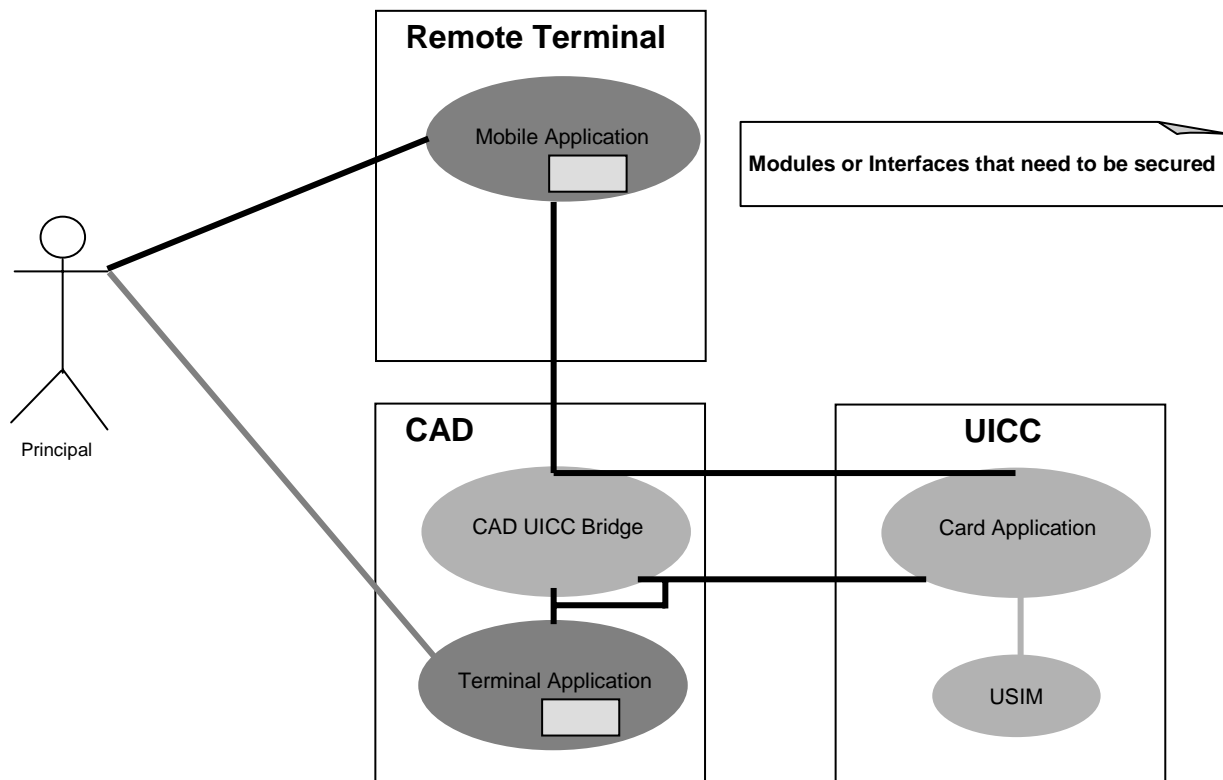 Remote Terminal
Mobile Application
Modules or Interfaces that need to be secured
Principal
CAD
UICC
CAD UICC Bridge
Card Application
Terminal Application
USIM